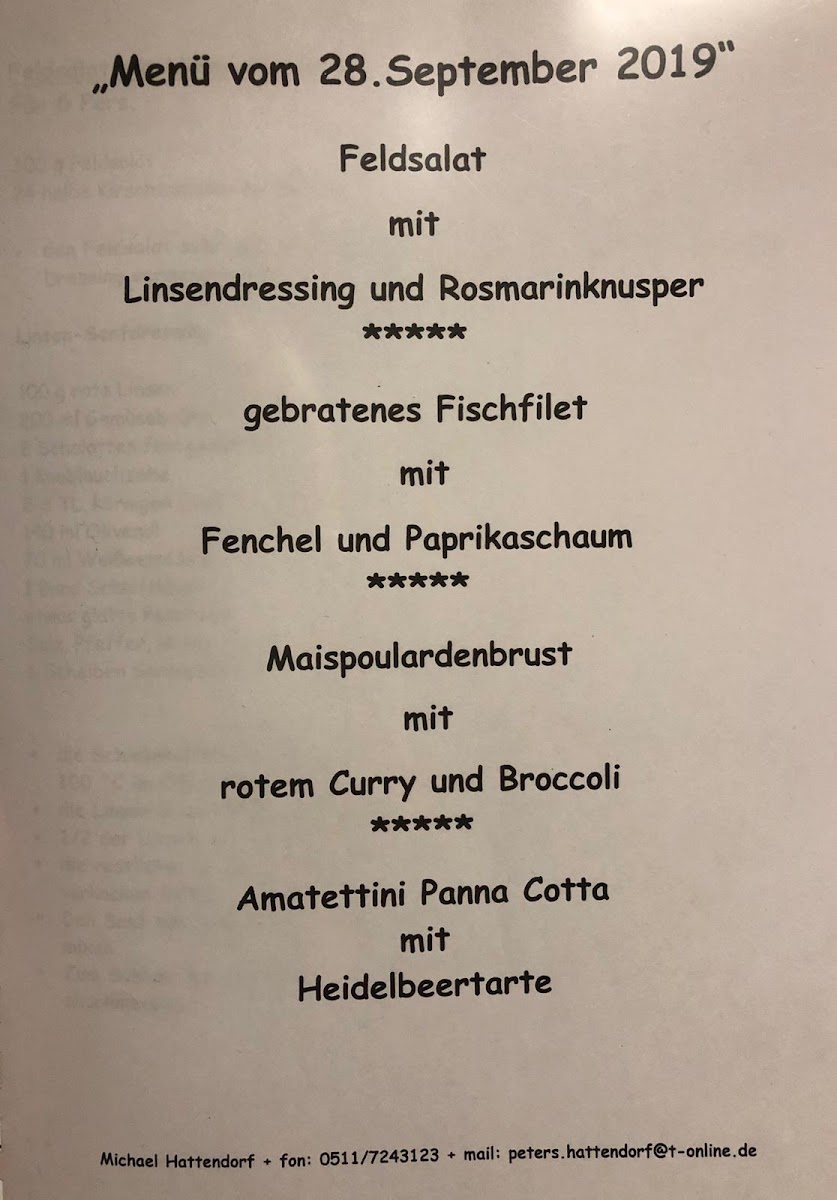 „Menü vom 28.September 2019“
Feldsalat
mit
Linsendressing und Rosmarinknusper
*****
gebratenes Fischfilet
mit
Fenchel und Paprikaschaum
*****
Maispoulardenbrust
mit
rotem Curry und Broccoli
*****
Amatettini Panna Cotta
mit
Heidelbeertarte
Michael Hattendorf + fon: 0511/7243123 + mail: peters.hattendorf@t-online.de